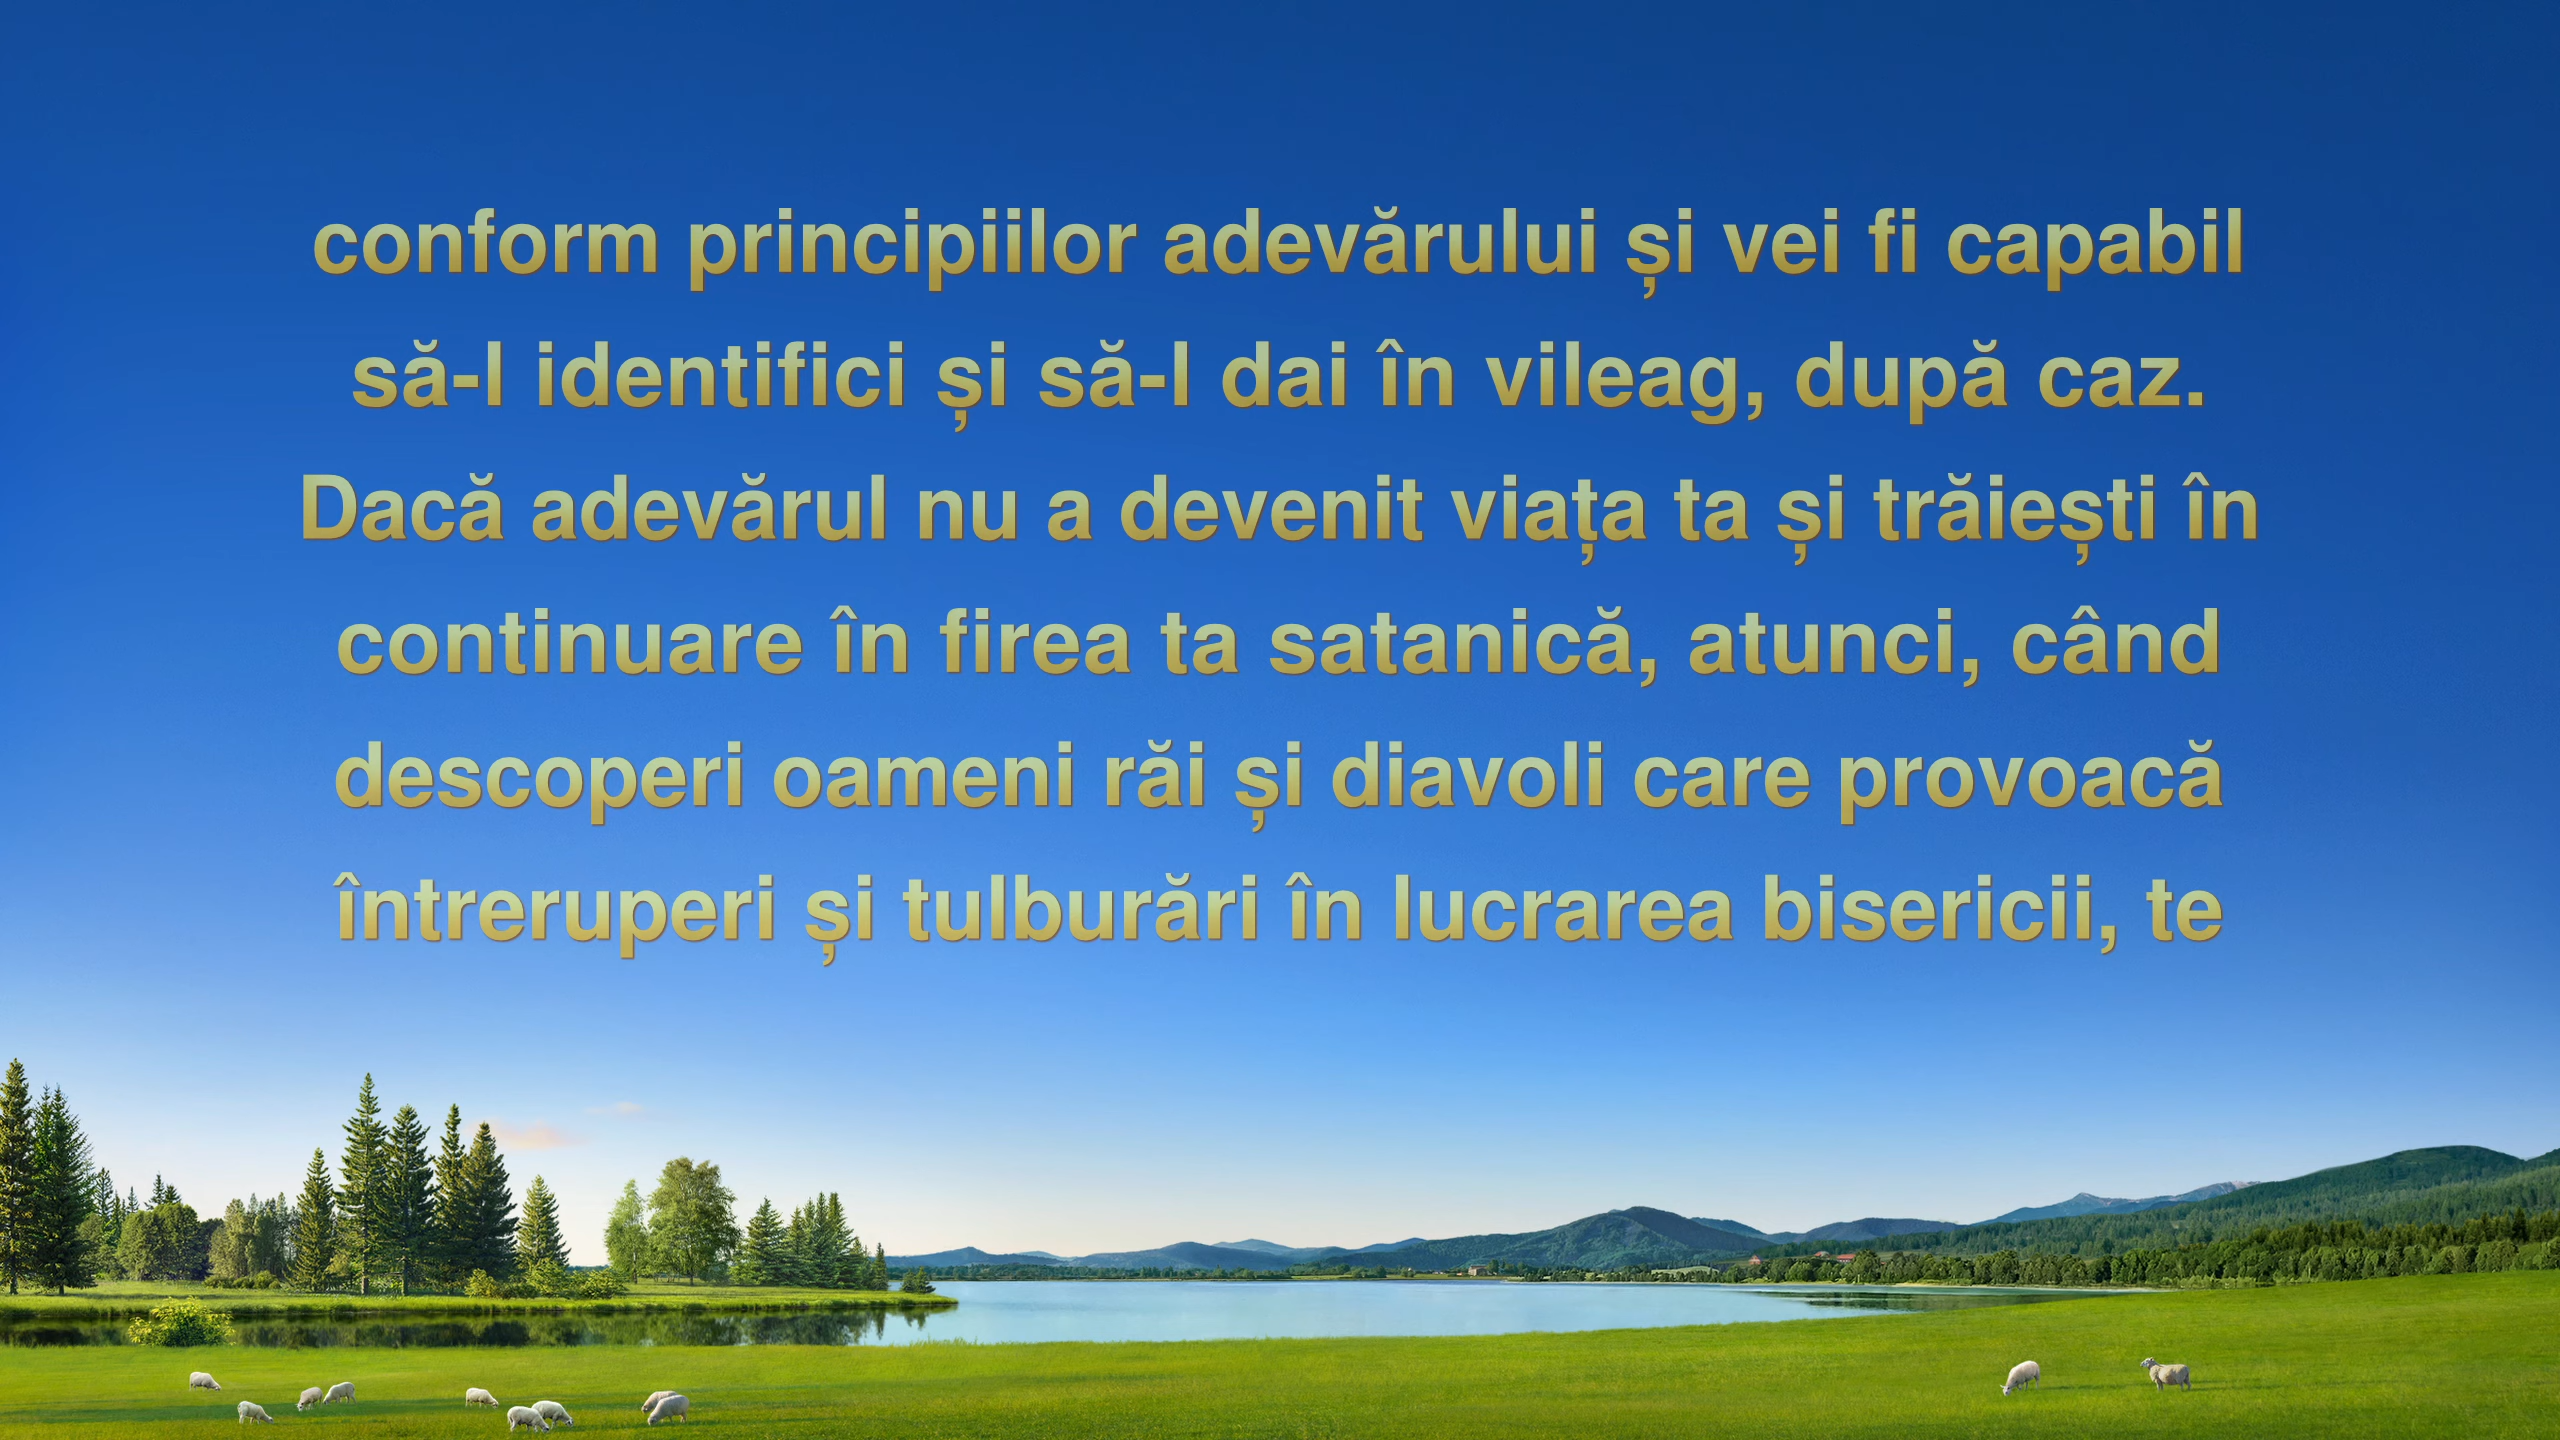 conform principiilor adevărului și vei fi capabil
să-l identifici și să-l dai în vileag, după caz.
Dacă adevărul nu a devenit viața ta și trăiești în
continuare în firea ta satanică, atunci, când
descoperi oameni răi și diavoli care provoacă
întreruperi și tulburări în lucrarea bisericii, te